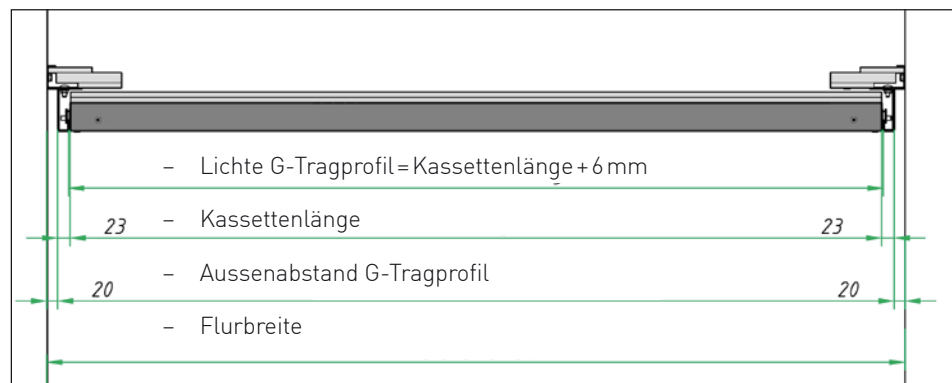 – Lichte G-Tragprofil=Kassettenlänge+6 mm
23 – Kassettenlänge 23
– Aussenabstand G-Tragprofil
20 20
– Flurbreite